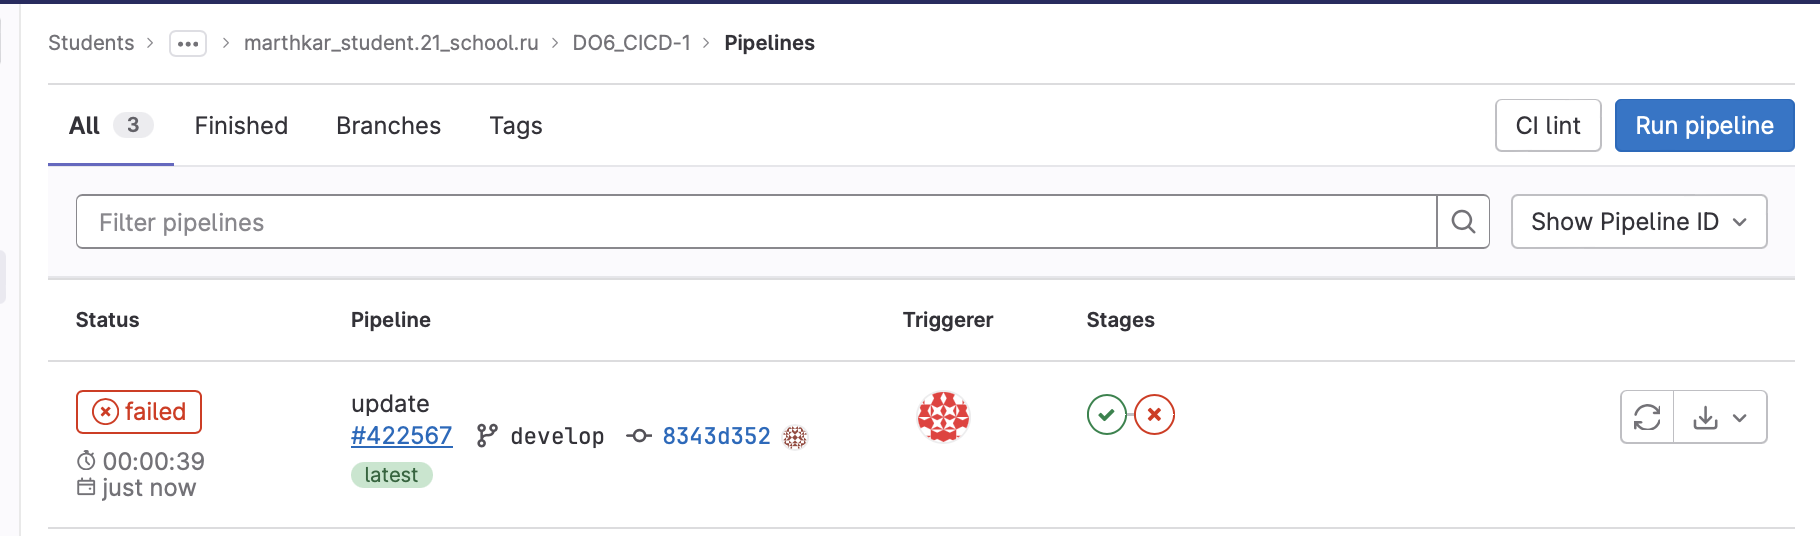 Students > ... > marthkar_student.21_school.ru > DO6_CICD-1 > Pipelines
All 3 Finished Branches Tags CI lint Run pipeline
Filter pipelines Show Pipeline ID
Status Pipeline Triggerer Stages
failed update
#422567 develop 8343d352
00:00:39 latest
just now